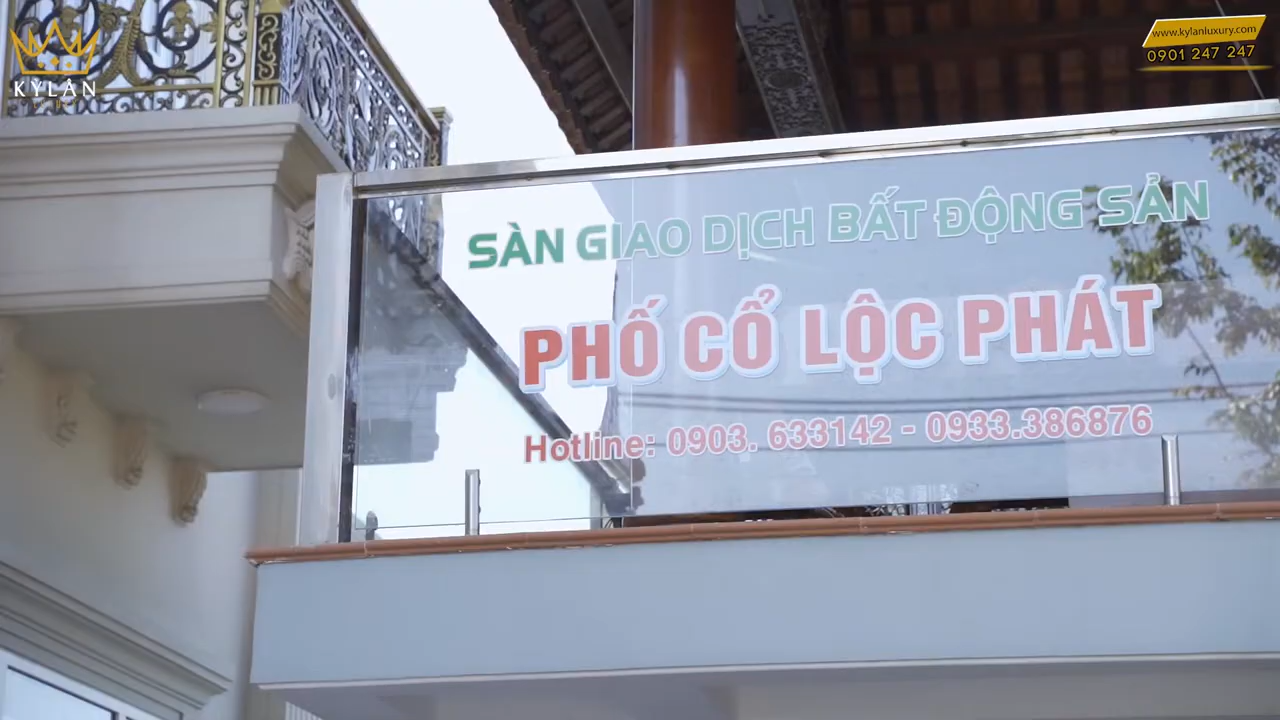 KYLAN
www.kylanluxury.com
0901 247 247
SÀN GIAO DỊCH BẤT ĐỘNG SẢN
PHỐ CỔ LỘC PHÁT
Hotline: 0903. 633142 - 0933.386876